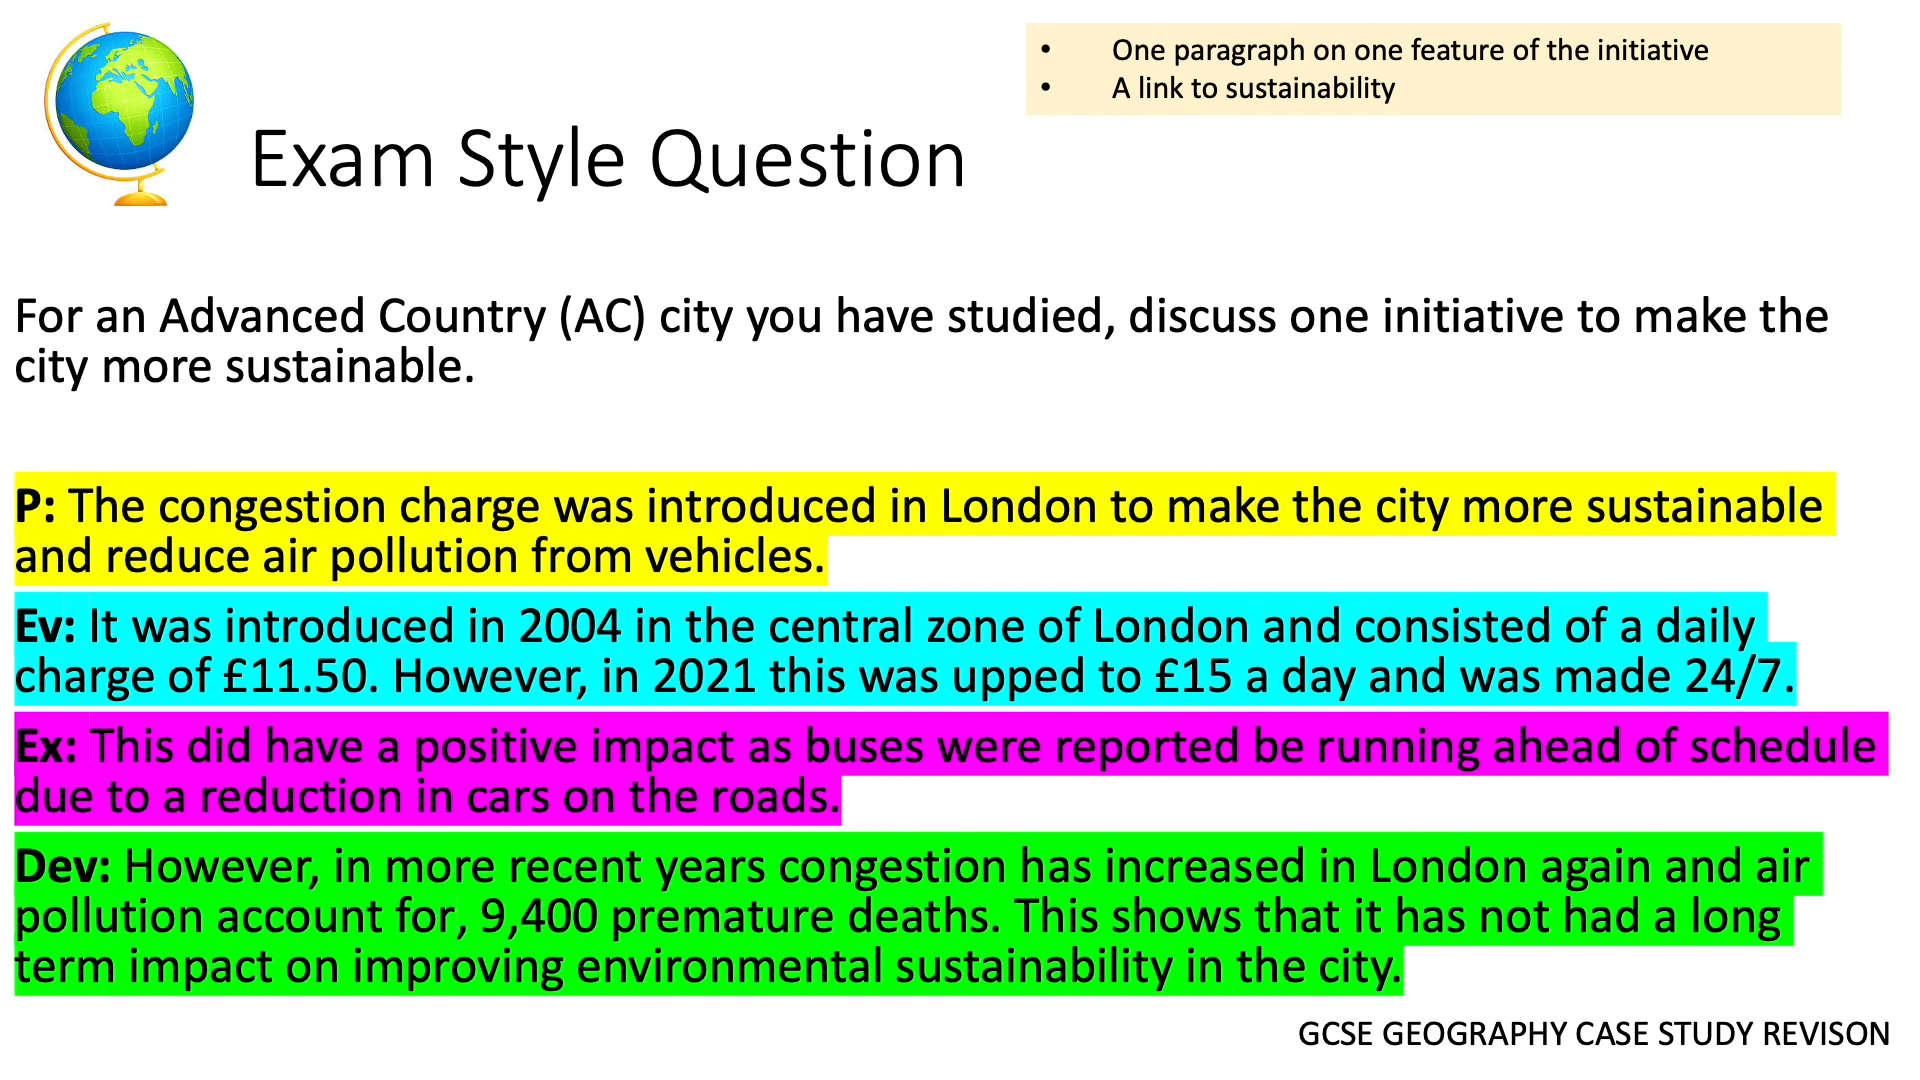 • One paragraph on one feature of the initiative
• A link to sustainability
Exam Style Question
For an Advanced Country (AC) city you have studied, discuss one initiative to make the
city more sustainable.
P: The congestion charge was introduced in London to make the city more sustainable
and reduce air pollution from vehicles.
Ev: It was introduced in 2004 in the central zone of London and consisted of a daily
charge of £11.50. However, in 2021 this was upped to £15 a day and was made 24/7.
Ex: This did have a positive impact as buses were reported be running ahead of schedule
due to a reduction in cars on the roads.
Dev: However, in more recent years congestion has increased in London again and air
pollution account for, 9,400 premature deaths. This shows that it has not had a long
term impact on improving environmental sustainability in the city.
GCSE GEOGRAPHY CASE STUDY REVISON